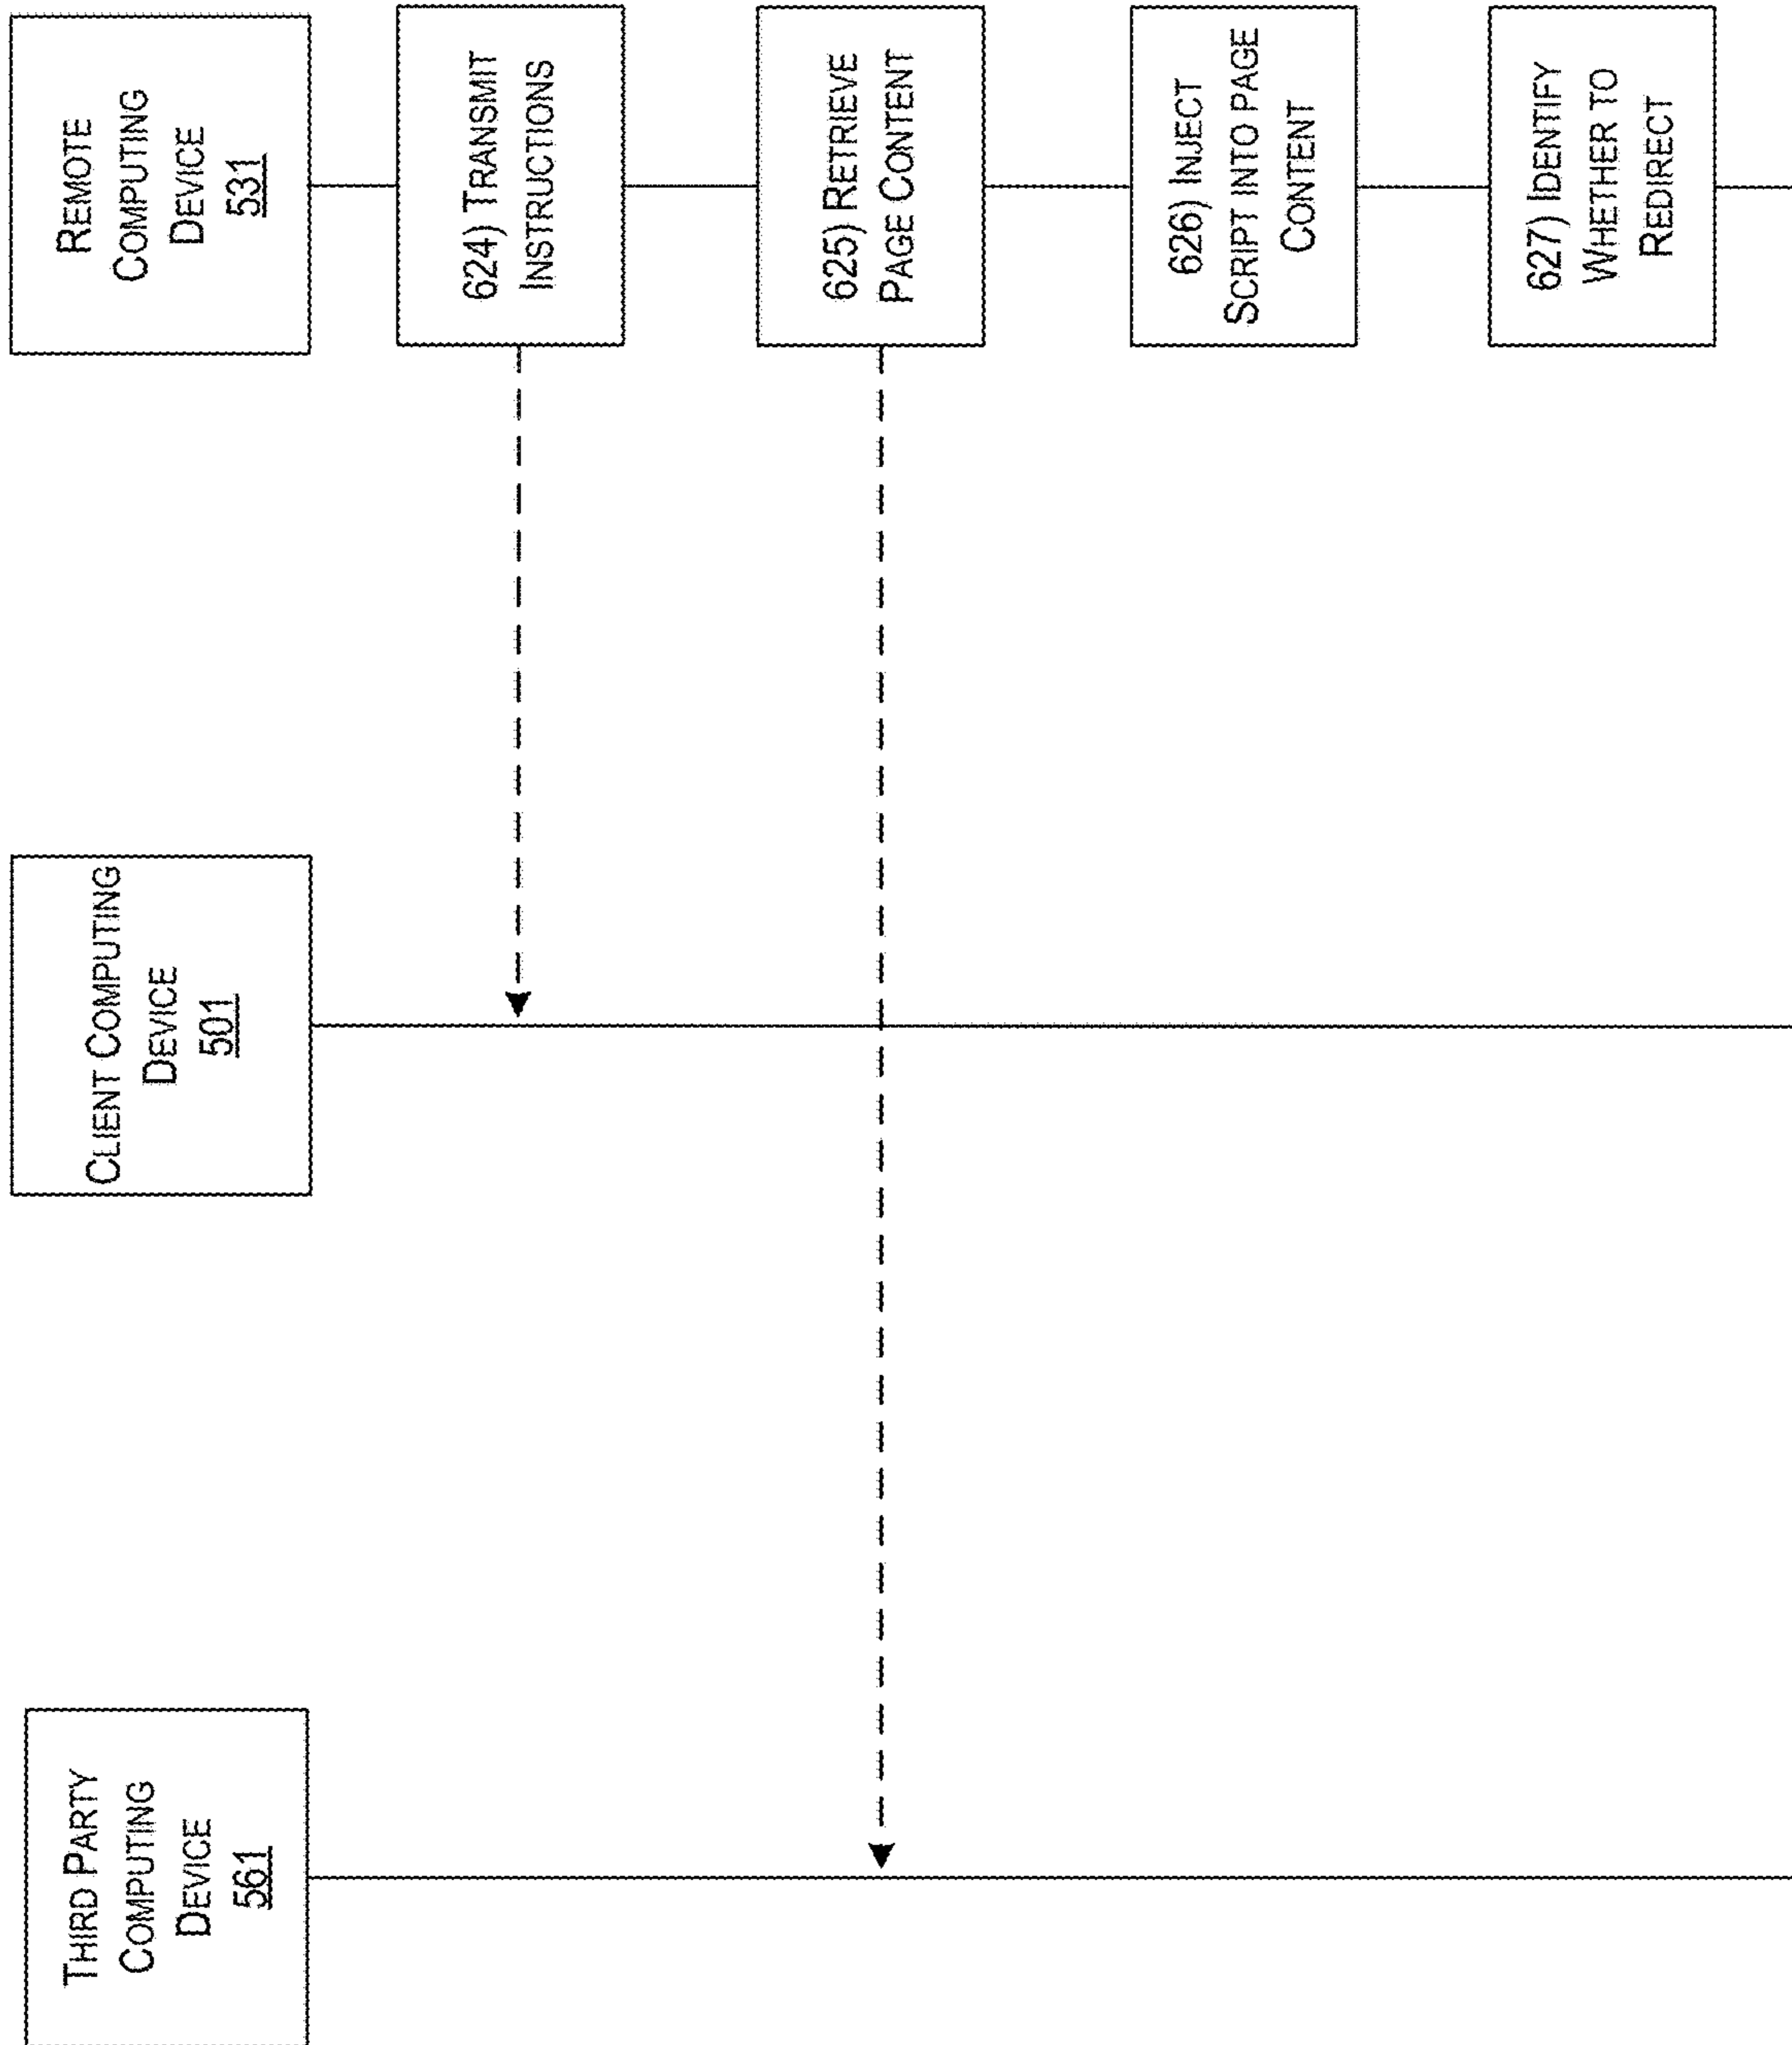 THIRD PARTY
COMPUTING
DEVICE
561
CLIENT COMPUTING
DEVICE
501
REMOTE
COMPUTING
DEVICE
531
624) TRANSMIT
INSTRUCTIONS
625) RETRIEVE
PAGE CONTENT
626) INJECT
SCRIPT INTO PAGE
CONTENT
627) IDENTIFY
WHETHER TO
REDIRECT